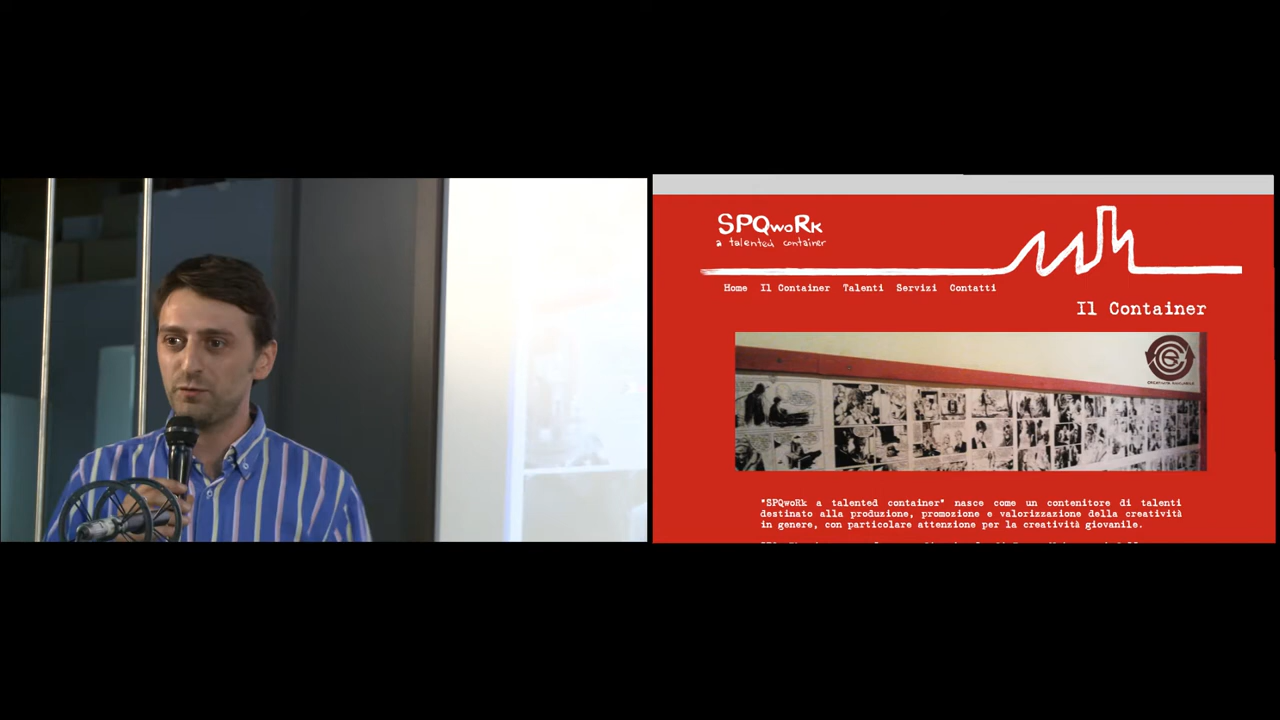 SPQwoRk
a talented container
Home Il Container Talenti Servizi Contatti
Il Container
CREATIVITÀ
"SPQwoRk a talented container" nasce come un contenitore di talenti
destinato alla produzione, promozione e valorizzazione della creatività
in genere, con particolare attenzione per la creatività giovanile.